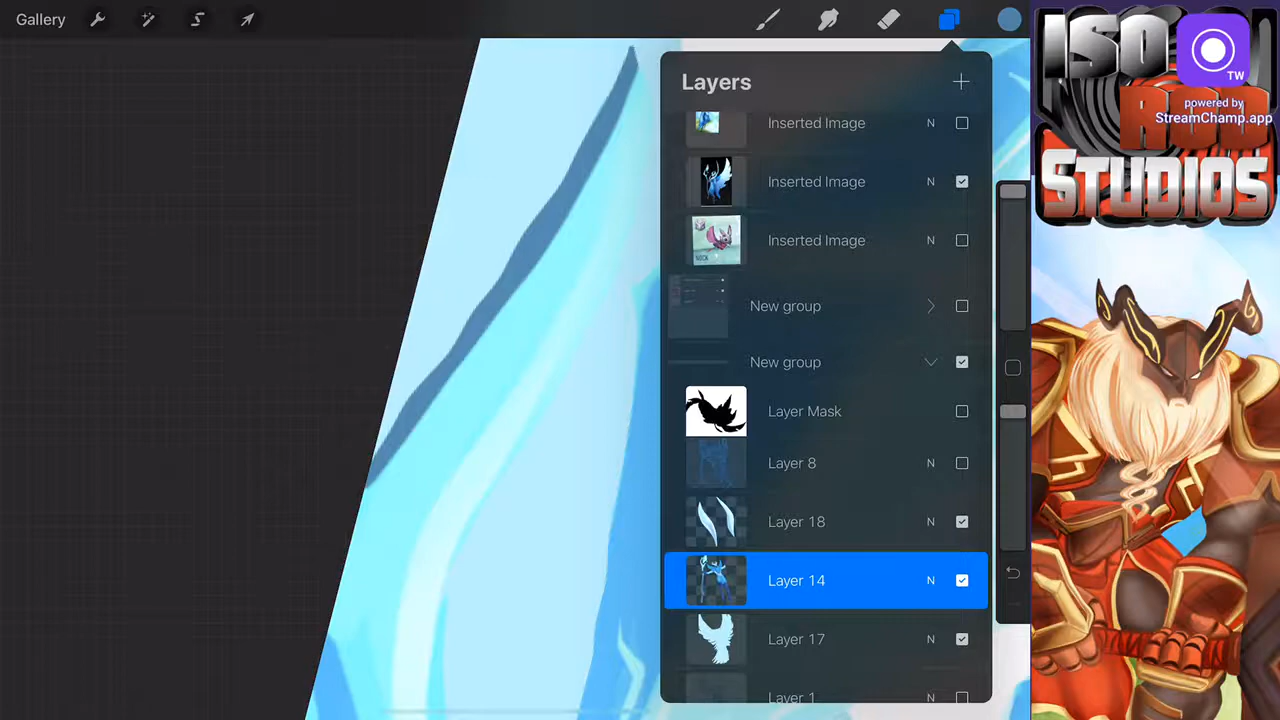 Gallery
Layers
Inserted Image N
Inserted Image N
Inserted Image N
New group
New group
Layer Mask
Layer 8 N
Layer 18 N
Layer 14 N
Layer 17 N
Layer 1 N
ISO
RED
STUDIOS
TW
powered by
StreamChamp.app